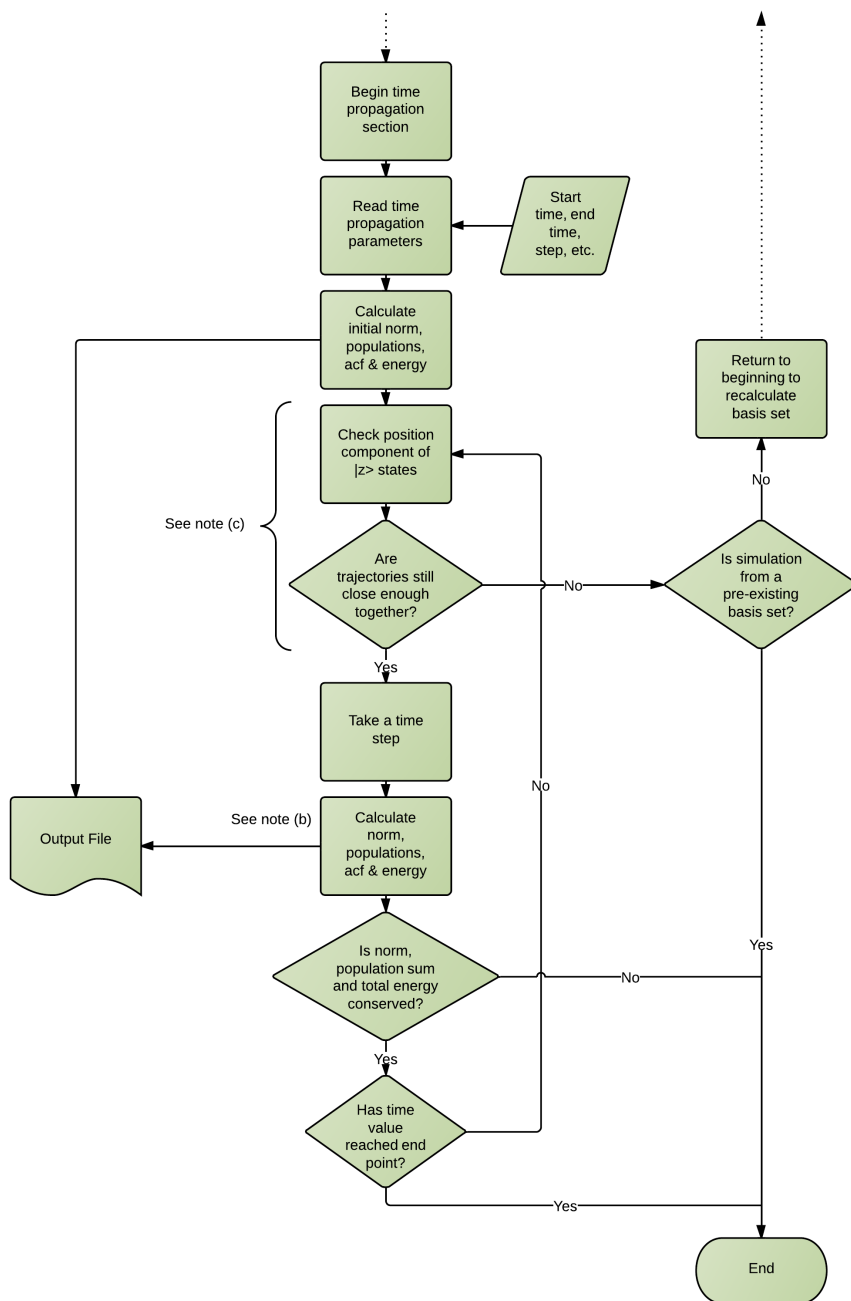 Begin time
propagation
section
Read time
propagation
parameters
Start
time, end
time,
step, etc.
Calculate
initial norm,
populations,
acf & energy
Return to
beginning to
recalculate
basis set
Check position
component of
|z> states
No
See note (c)
Are
trajectories still
close enough
together?
No
Is simulation
from a
pre-existing
basis set?
Yes
Take a time
step
No
See note (b)
Output File
Calculate
norm,
populations,
acf & energy
Yes
Is norm,
population sum
and total energy
conserved?
No
Yes
Has time
value
reached end
point?
Yes
End